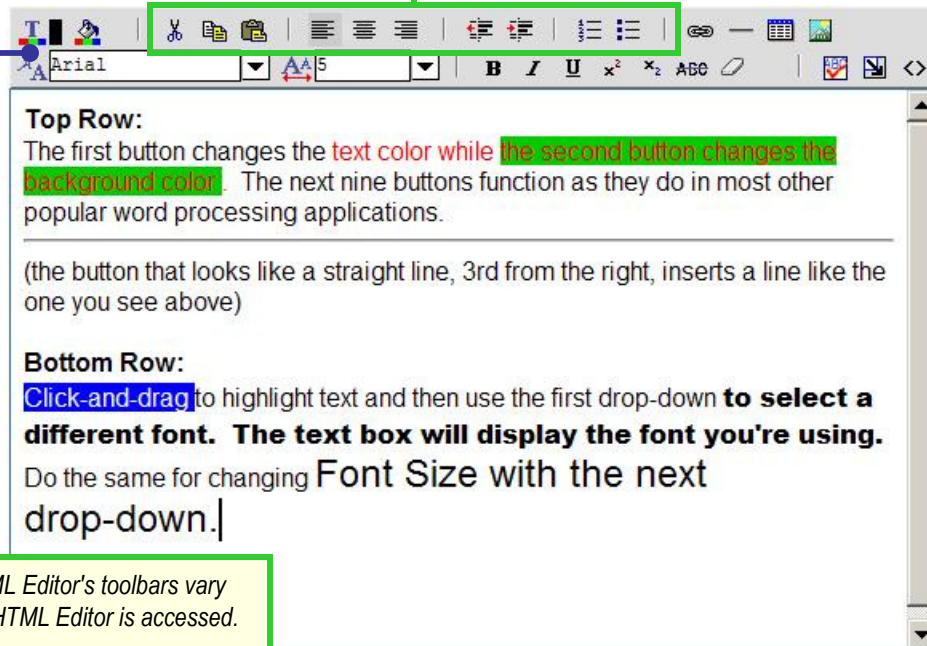 Arial 5 B I U x² x₂ ABC ABC <>
Top Row:
The first button changes the text color while the second button changes the
background color. The next nine buttons function as they do in most other
popular word processing applications.
(the button that looks like a straight line, 3rd from the right, inserts a line like the
one you see above)
Bottom Row:
Click-and-drag to highlight text and then use the first drop-down to select a
different font. The text box will display the font you're using.
Do the same for changing Font Size with the next
drop-down.
ML Editor's toolbars vary
HTML Editor is accessed.